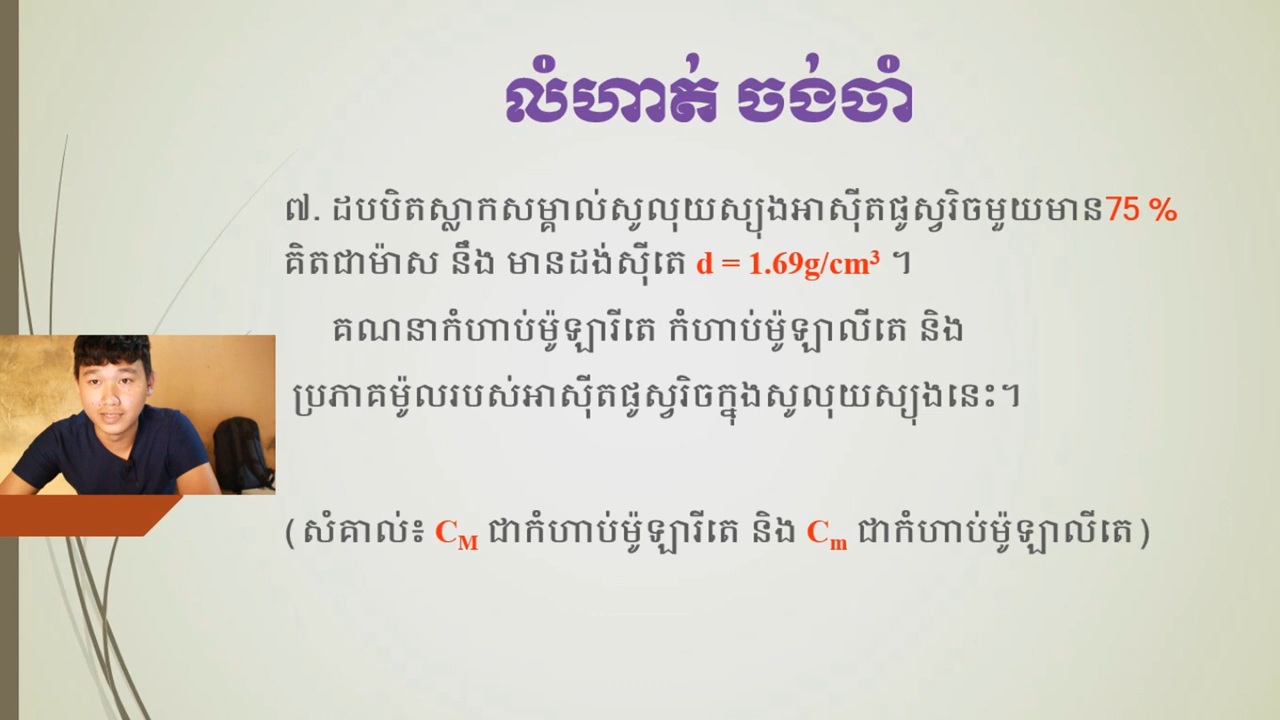 លំហាត់ ចង់ចាំ
៧. ដបបិតស្លាកសម្គាល់សូលុយស្យុងអាស៊ីតផូស្វរិចមួយមាន75 %
គិតជាម៉ាស នឹង មានដង់ស៊ីតេ d = 1.69g/cm³ ។
គណនាកំហាប់ម៉ូឡារីតេ កំហាប់ម៉ូឡាលីតេ និង
ប្រភាគម៉ូលរបស់អាស៊ីតផូស្វរិចក្នុងសូលុយស្យុងនេះ។
(សំគាល់៖ C_M ជាកំហាប់ម៉ូឡារីតេ និង C_m ជាកំហាប់ម៉ូឡាលីតេ)